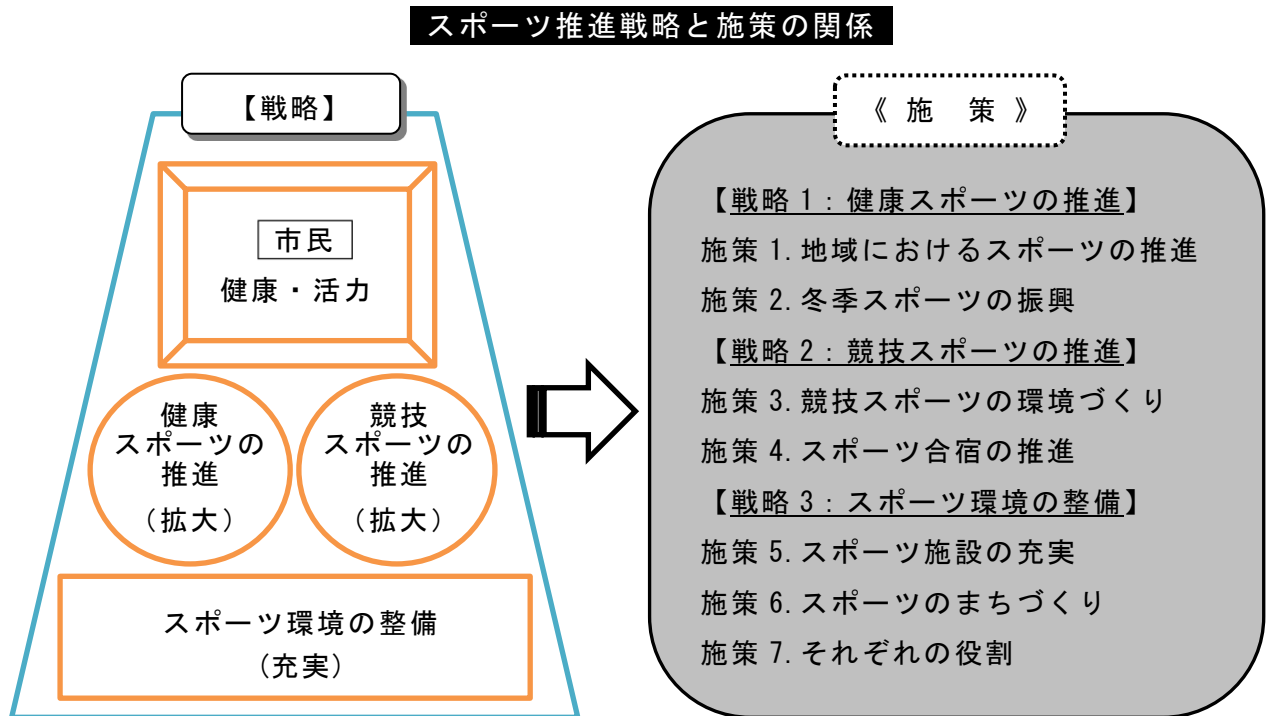 スポーツ推進戦略と施策の関係
【戦略】
市民
健康・活力
健康
スポーツの
推進
（拡大）
競技
スポーツの
推進
（拡大）
スポーツ環境の整備
（充実）
《 施　策 》
【戦略1：健康スポーツの推進】
施策1.地域におけるスポーツの推進
施策2.冬季スポーツの振興
【戦略2：競技スポーツの推進】
施策3.競技スポーツの環境づくり
施策4.スポーツ合宿の推進
【戦略3：スポーツ環境の整備】
施策5.スポーツ施設の充実
施策6.スポーツのまちづくり
施策7.それぞれの役割